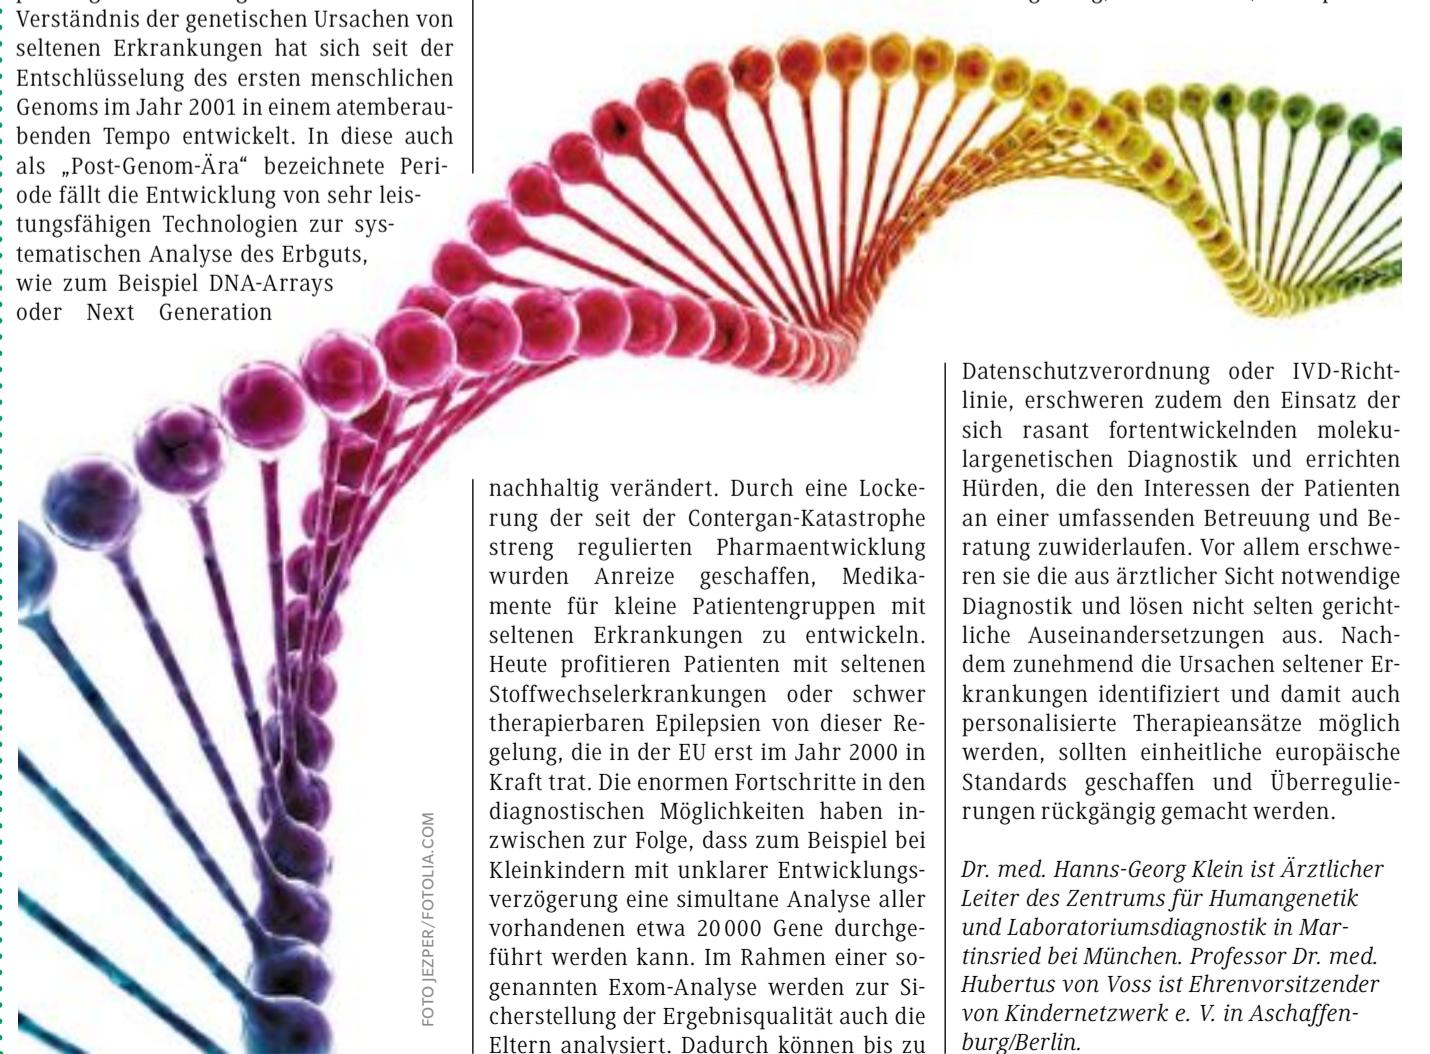 Verständnis der genetischen Ursachen von
seltenen Erkrankungen hat sich seit der
Entschlüsselung des ersten menschlichen
Genoms im Jahr 2001 in einem atemberau-
benden Tempo entwickelt. In diese auch
als „Post-Genom-Ära“ bezeichnete Peri-
ode fällt die Entwicklung von sehr leis-
tungsfähigen Technologien zur sys-
tematischen Analyse des Erbguts,
wie zum Beispiel DNA-Arrays
oder Next Generation
FOTO JEZPER/FOTOLIA.COM
nachhaltig verändert. Durch eine Locke-
rung der seit der Contergan-Katastrophe
streng regulierten Pharmaentwicklung
wurden Anreize geschaffen, Medika-
mente für kleine Patientengruppen mit
seltenen Erkrankungen zu entwickeln.
Heute profitieren Patienten mit seltenen
Stoffwechselerkrankungen oder schwer
therapierbaren Epilepsien von dieser Re-
gelung, die in der EU erst im Jahr 2000 in
Kraft trat. Die enormen Fortschritte in den
diagnostischen Möglichkeiten haben in-
zwischen zur Folge, dass zum Beispiel bei
Kleinkindern mit unklarer Entwicklungs-
verzögerung eine simultane Analyse aller
vorhandenen etwa 20 000 Gene durchge-
führt werden kann. Im Rahmen einer so-
genannten Exom-Analyse werden zur Si-
cherstellung der Ergebnisqualität auch die
Eltern analysiert. Dadurch können bis zu
Datenschutzverordnung oder IVD-Richt-
linie, erschweren zudem den Einsatz der
sich rasant fortentwickelnden moleku-
largenetischen Diagnostik und errichten
Hürden, die den Interessen der Patienten
an einer umfassenden Betreuung und Be-
ratung zuwiderlaufen. Vor allem erschwe-
ren sie die aus ärztlicher Sicht notwendige
Diagnostik und lösen nicht selten gericht-
liche Auseinandersetzungen aus. Nach-
dem zunehmend die Ursachen seltener Er-
krankungen identifiziert und damit auch
personalisierte Therapieansätze möglich
werden, sollten einheitliche europäische
Standards geschaffen und Überregulie-
rungen rückgängig gemacht werden.
Dr. med. Hanns-Georg Klein ist Ärztlicher
Leiter des Zentrums für Humangenetik
und Laboratoriumsdiagnostik in Mar-
tinsried bei München. Professor Dr. med.
Hubertus von Voss ist Ehrenvorsitzender
von Kindernetzwerk e. V. in Aschaffen-
burg/Berlin.